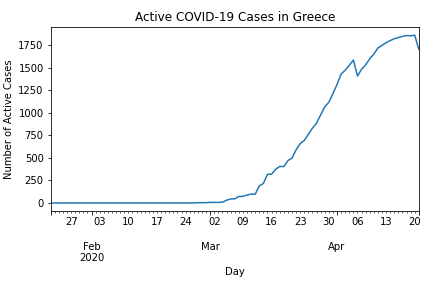 Active COVID-19 Cases in Greece
Number of Active Cases
1750
1500
1250
1000
750
500
250
0
27 03 10 17 24 02 09 16 23 30 06 13 20
Feb Mar Apr
2020
Day